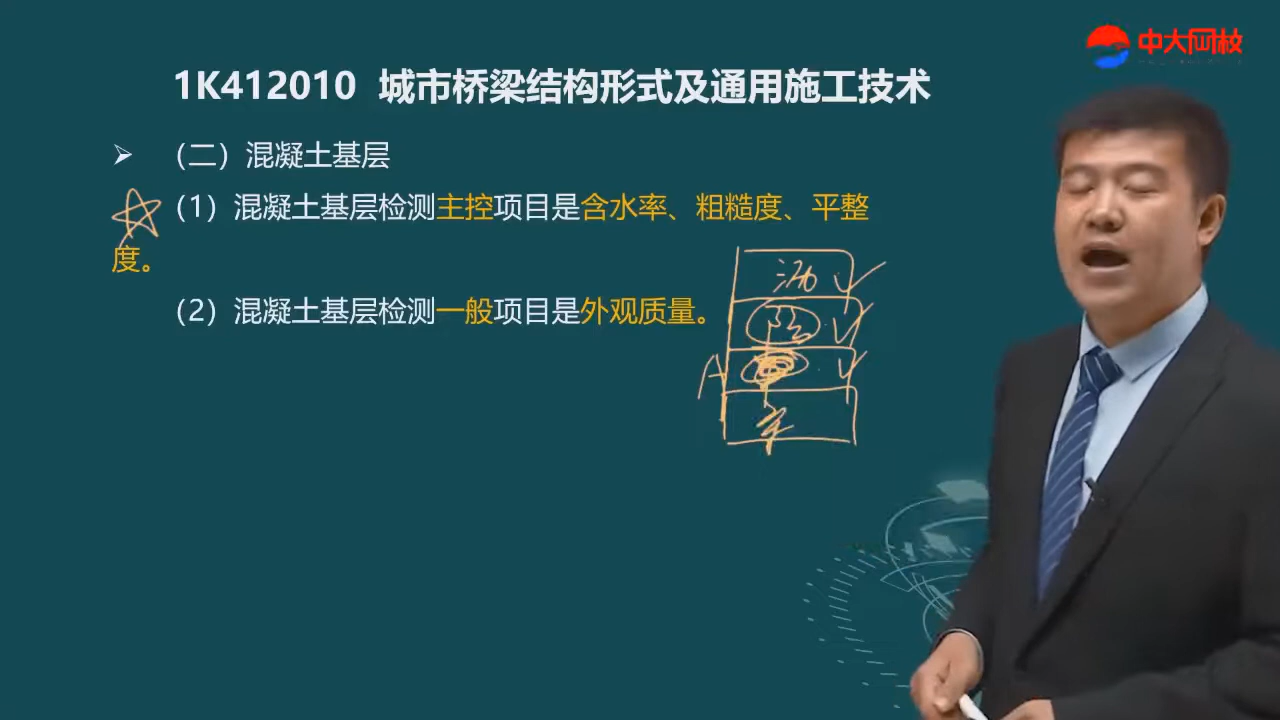 中大网校
1K412010 城市桥梁结构形式及通用施工技术
（二）混凝土基层
（1）混凝土基层检测主控项目是含水率、粗糙度、平整
度。
（2）混凝土基层检测一般项目是外观质量。